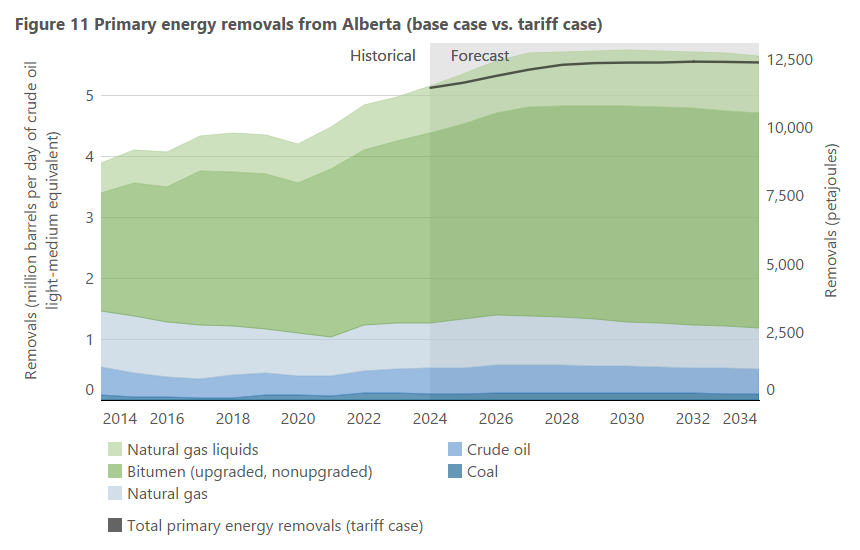 Figure 11 Primary energy removals from Alberta (base case vs. tariff case)
Historical
Forecast
Removals (million barrels per day of crude oil
light-medium equivalent)
5
4
3
2
1
0
12,500
10,000
7,500
5,000
2,500
0
Removals (petajoules)
2014 2016 2018 2020 2022 2024 2026 2028 2030 2032 2034
Natural gas liquids
Crude oil
Bitumen (upgraded, nonupgraded)
Coal
Natural gas
Total primary energy removals (tariff case)